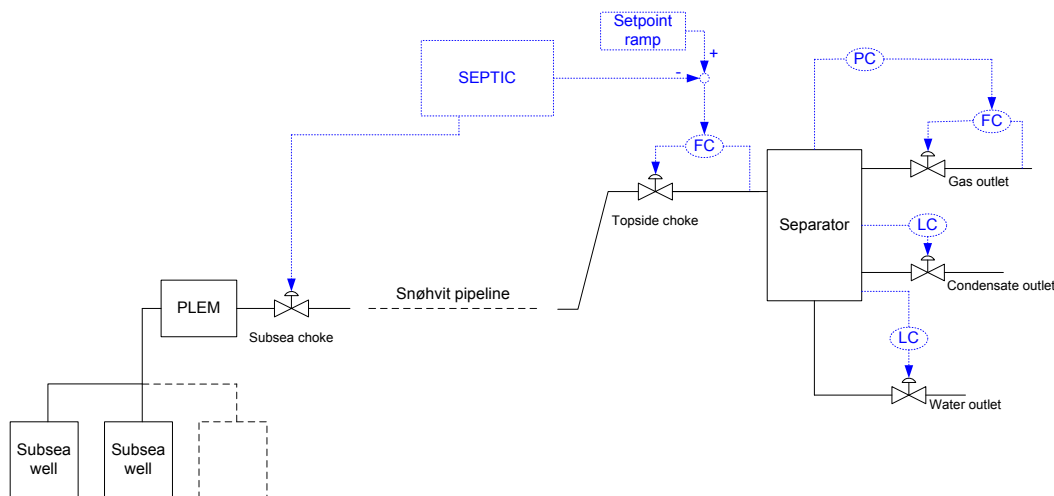 Setpoint
ramp
+
-
SEPTIC
PC
FC
FC
Gas outlet
Topside choke
Separator
LC
Condensate outlet
PLEM
Snøhvit pipeline
Subsea choke
LC
Water outlet
Subsea
well
Subsea
well